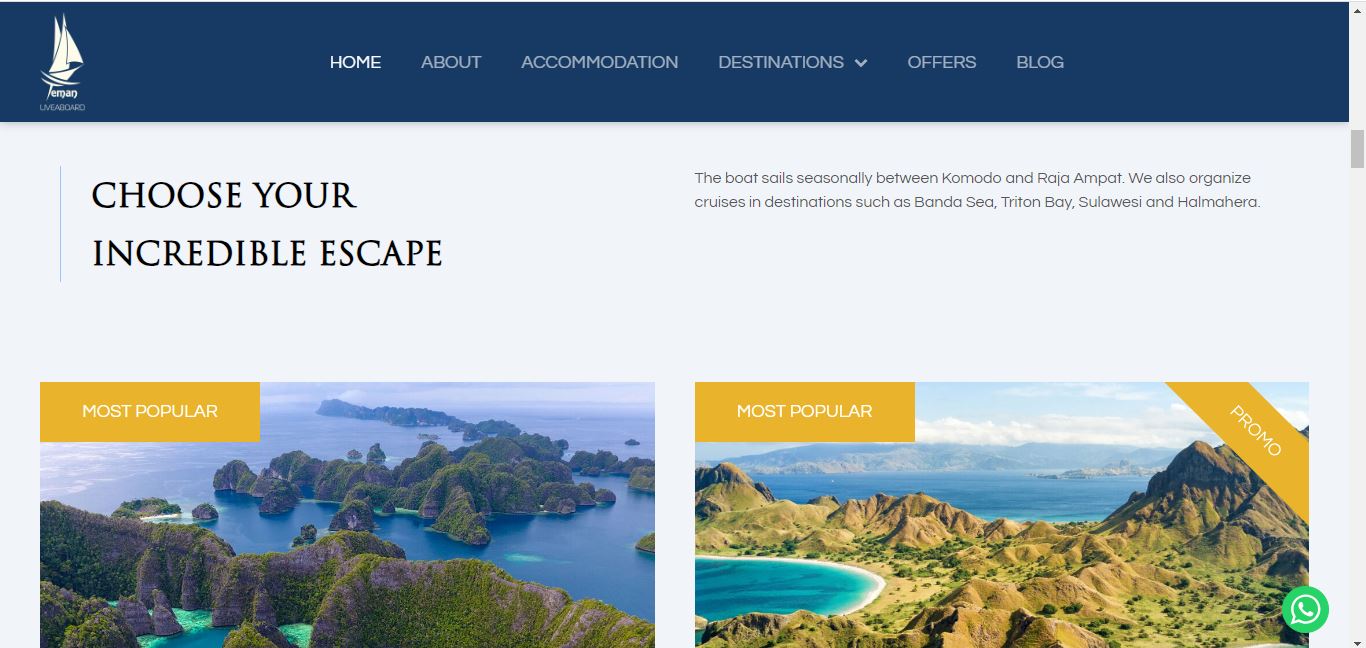 Teman
LIVEABOARD
HOME
ABOUT
ACCOMMODATION
DESTINATIONS
OFFERS
BLOG
CHOOSE YOUR
INCREDIBLE ESCAPE
The boat sails seasonally between Komodo and Raja Ampat. We also organize
cruises in destinations such as Banda Sea, Triton Bay, Sulawesi and Halmahera.
MOST POPULAR
MOST POPULAR
PROMO